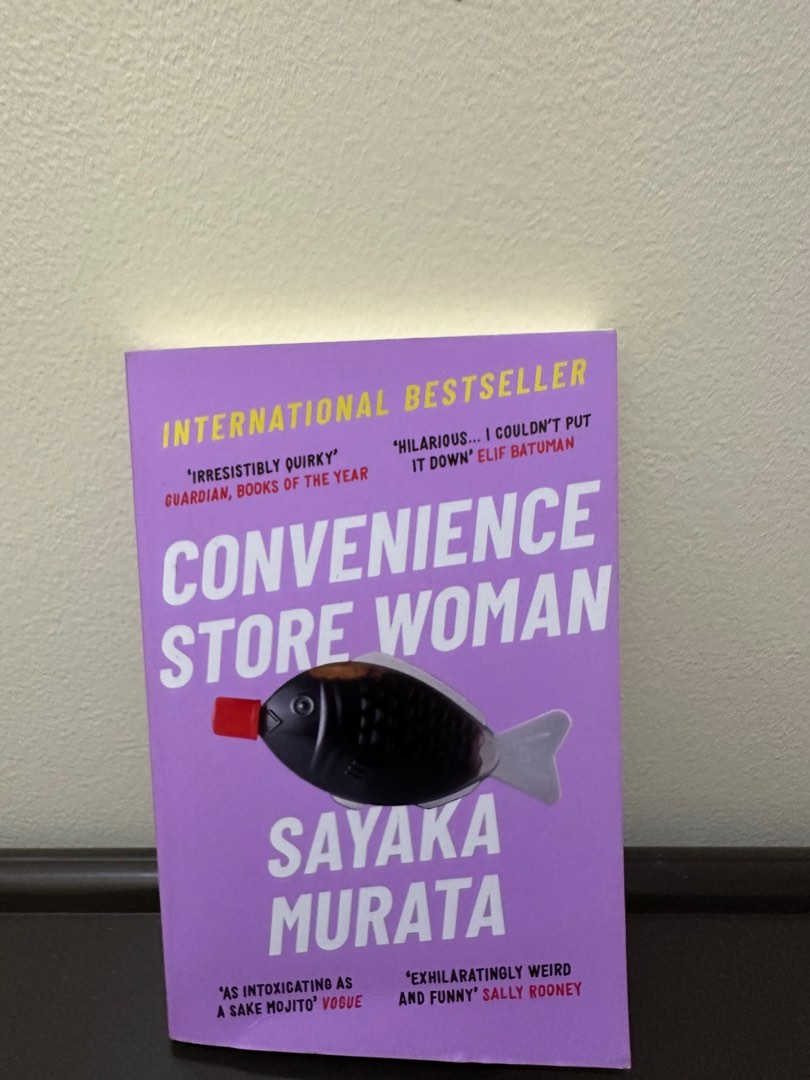 INTERNATIONAL BESTSELLER
‘IRRESISTIBLY QUIRKY’
GUARDIAN, BOOKS OF THE YEAR
‘HILARIOUS... I COULDN’T PUT
IT DOWN’ ELIF BATUMAN
CONVENIENCE
STORE WOMAN
SAYAKA
MURATA
‘AS INTOXICATING AS
A SAKE MOJITO’ VOGUE
‘EXHILARATINGLY WEIRD
AND FUNNY’ SALLY ROONEY